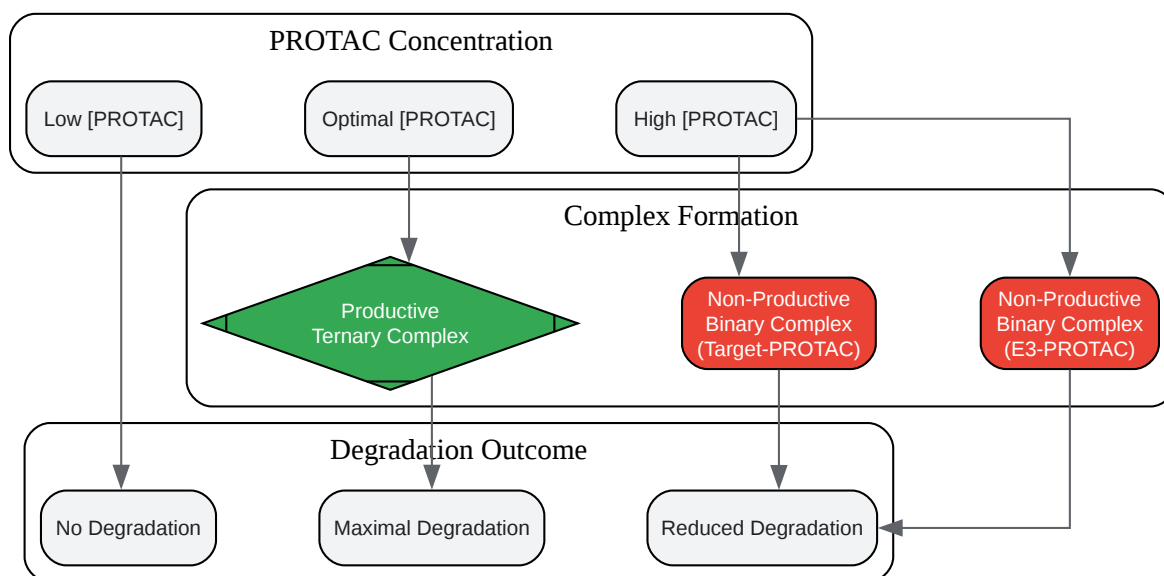 PROTAC Concentration
Low [PROTAC]
Optimal [PROTAC]
High [PROTAC]
Complex Formation
Productive
Ternary Complex
Non-Productive
Binary Complex
(Target-PROTAC)
Non-Productive
Binary Complex
(E3-PROTAC)
Degradation Outcome
No Degradation
Maximal Degradation
Reduced Degradation